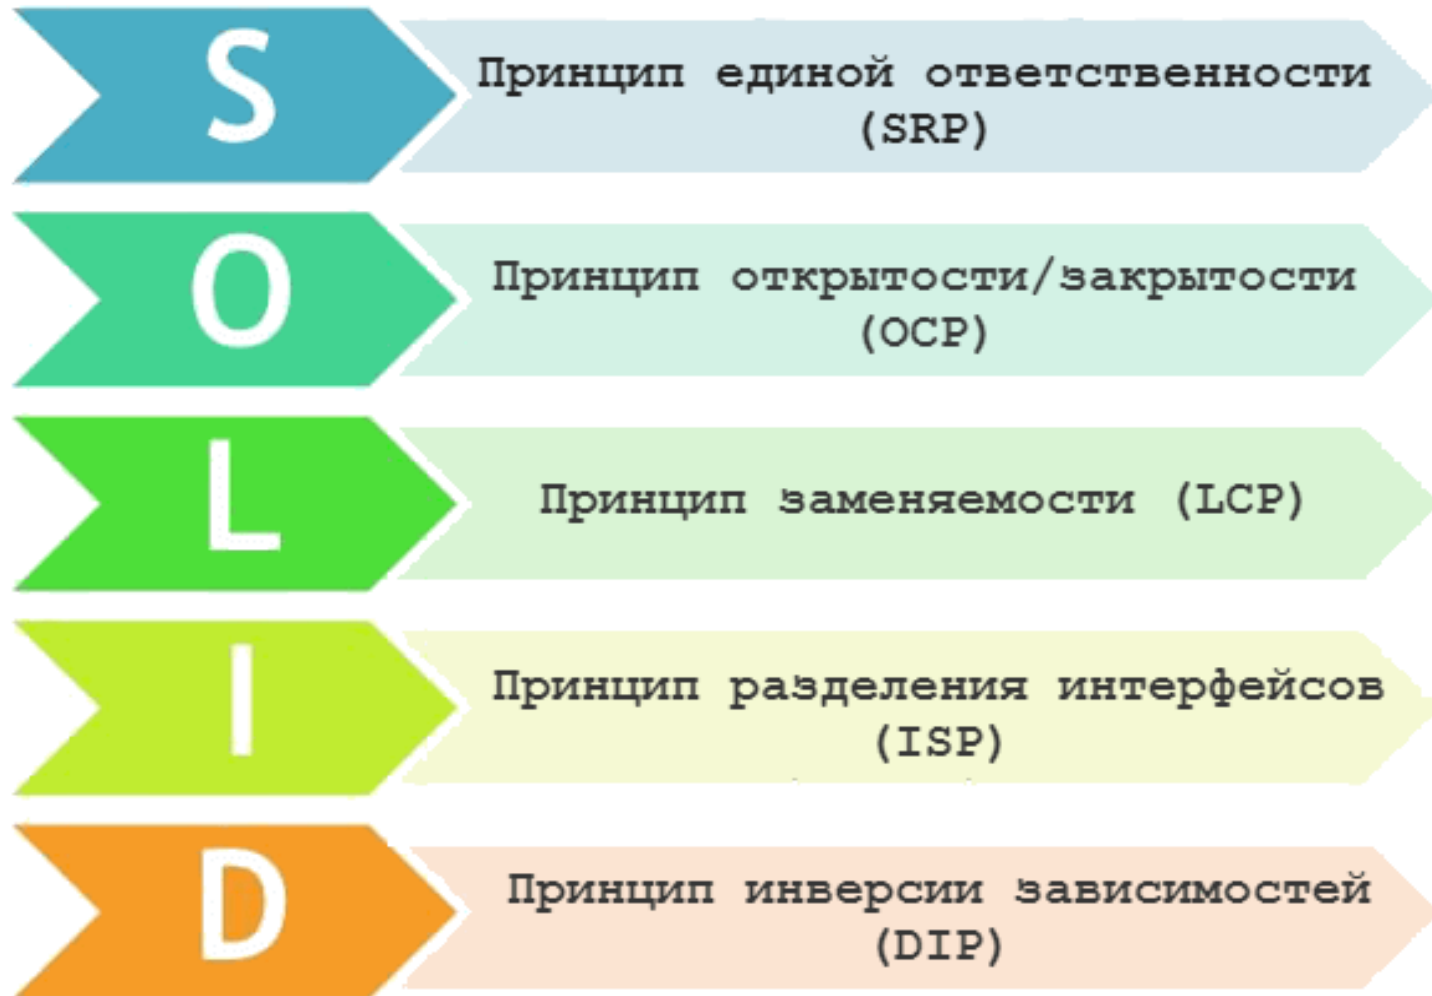 S
Принцип единой ответственности
(SRP)
O
Принцип открытости/закрытости
(OCP)
L
Принцип заменяемости (LCP)
I
Принцип разделения интерфейсов
(ISP)
D
Принцип инверсии зависимостей
(DIP)